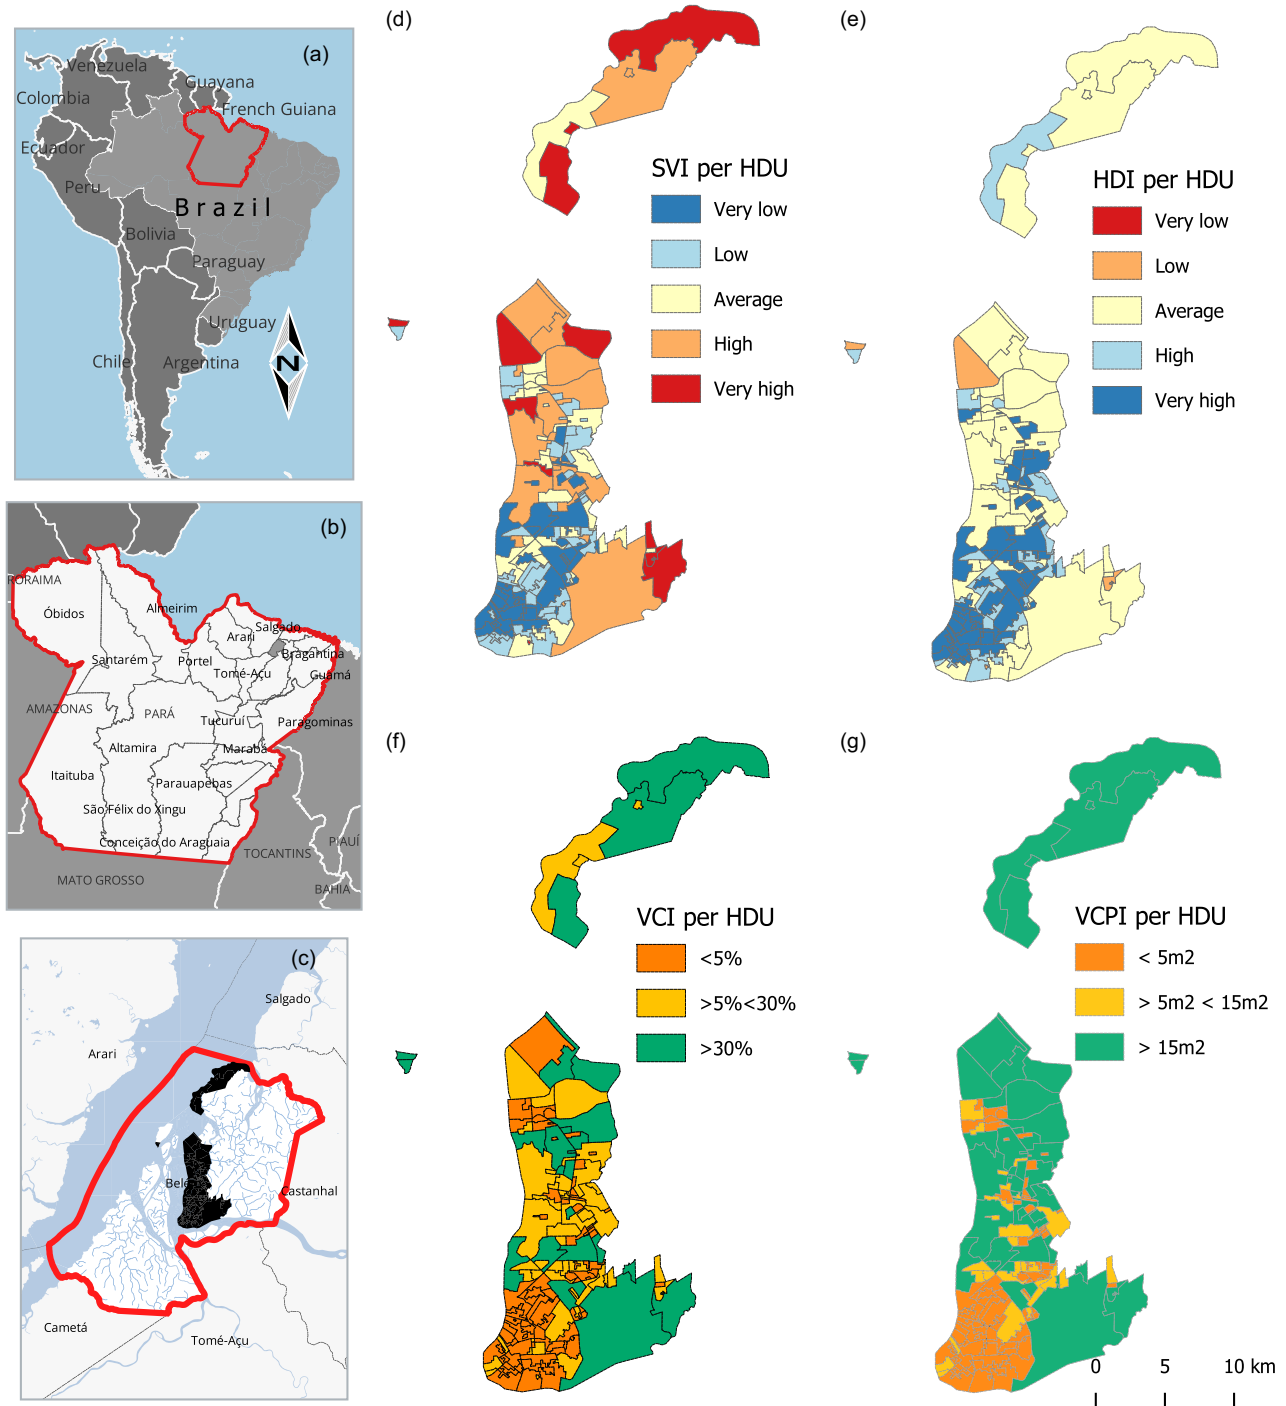 (a)
Venezuela
Guayana
Colombia
French Guiana
Ecuador
Peru
Brazil
Bolivia
Paraguay
Uruguay
Chile
Argentina
N
(b)
RORAIMA
Óbidos
Almeirim
Salgado
Arari
Bragantina
Santarém
Portel
Tomé-Açu
Guamá
AMAZONAS
PARÁ
Tucuruí
Paragominas
Altamira
Marabá
Itaituba
Parauapebas
São Félix do Xingu
Conceição do Araguaia
PIAUÍ
TOCANTINS
MATO GROSSO
BAHIA
(c)
Salgado
Arari
Belé
Castanhal
Cametá
Tomé-Açu
(d)
SVI per HDU
Very low
Low
Average
High
Very high
(e)
HDI per HDU
Very low
Low
Average
High
Very high
(f)
VCI per HDU
<5%
>5%<30%
>30%
(g)
VCPI per HDU
< 5m2
> 5m2 < 15m2
> 15m2
0 5 10 km